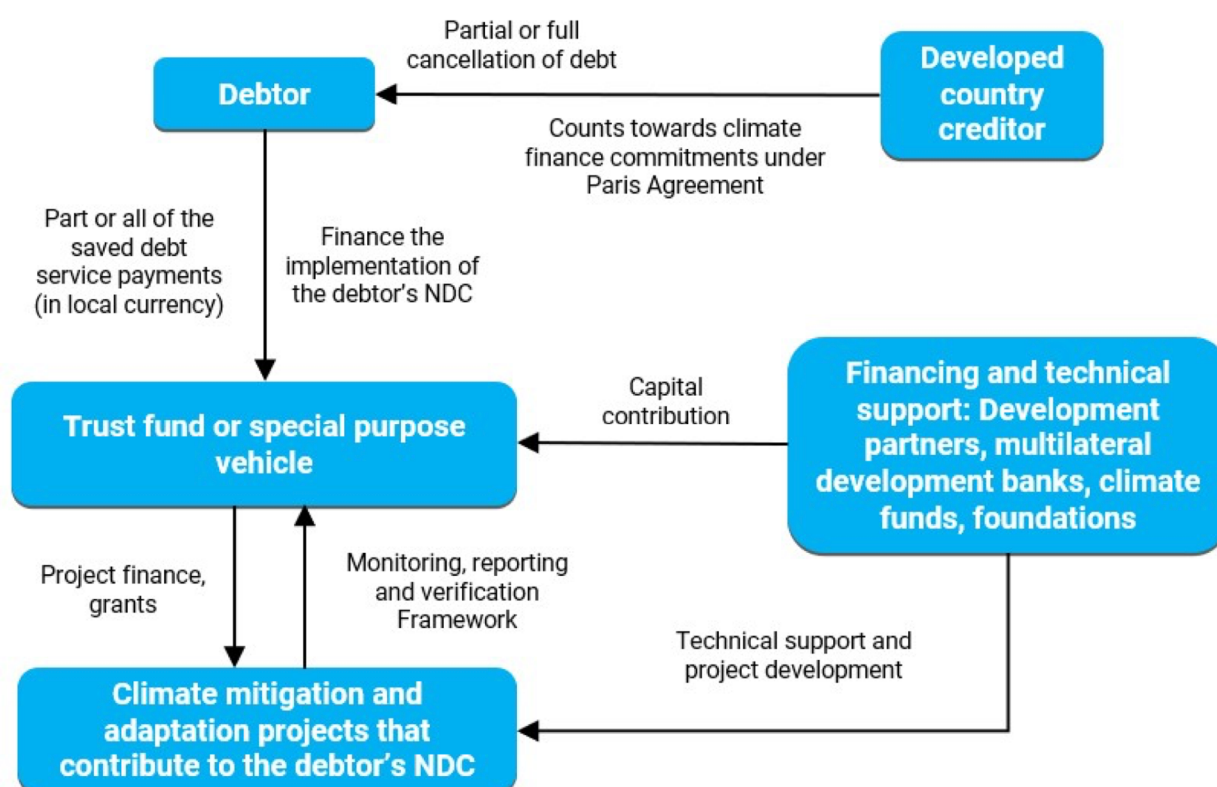 Partial or full
cancellation of debt
Debtor
Developed
country
creditor
Counts towards climate
finance commitments under
Paris Agreement
Part or all of the
saved debt
service payments
(in local currency)
Finance the
implementation of
the debtor’s NDC
Trust fund or special purpose
vehicle
Capital
contribution
Financing and technical
support: Development
partners, multilateral
development banks, climate
funds, foundations
Project finance,
grants
Monitoring, reporting
and verification
Framework
Technical support and
project development
Climate mitigation and
adaptation projects that
contribute to the debtor’s NDC